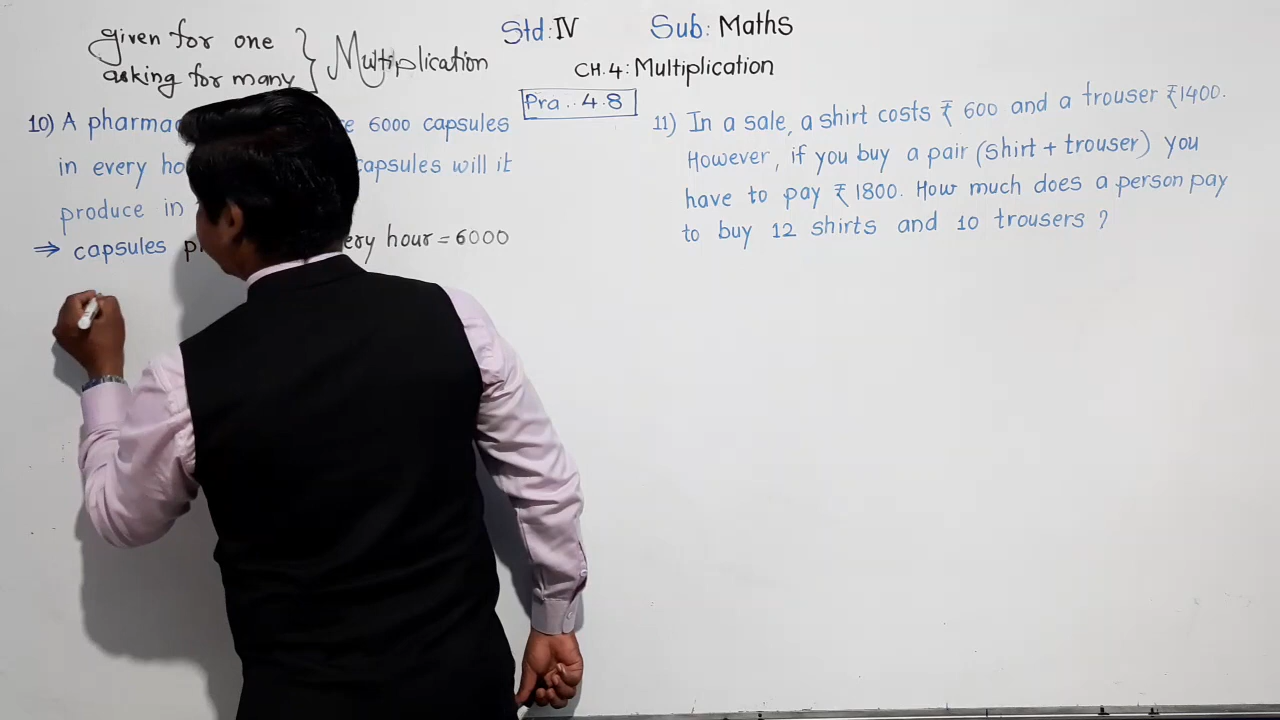 given for one
asking for many } Multiplication
Std: IV Sub: Maths
CH.4: Multiplication
Pra.: 4.8
10) A 6000 capsules
in every capsules will it
produce in
⇒ capsules hour = 6000
11) In a sale, a shirt costs ₹ 600 and a trouser ₹1400.
However, if you buy a pair (shirt + trouser) you
have to pay ₹ 1800. How much does a person pay
to buy 12 shirts and 10 trousers ?